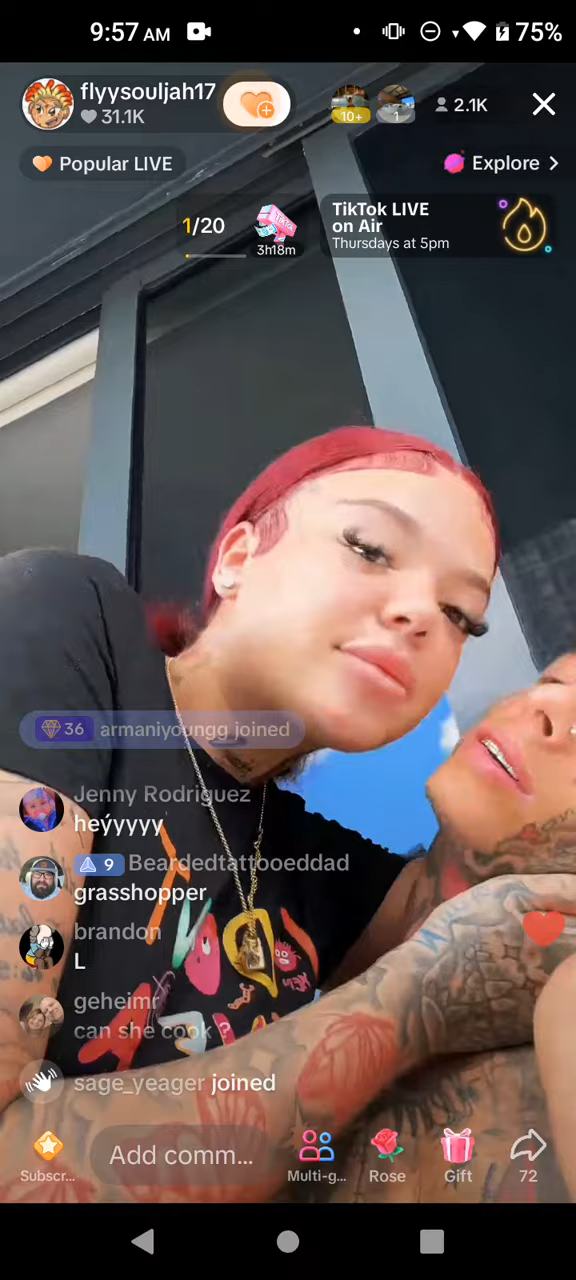 9:57 AM
75%
flyysouljah17
31.1K
10+
1
2.1K
Popular LIVE
Explore >
1/20
3h18m
TikTok LIVE
on Air
Thursdays at 5pm
36 armaniyoungg joined
Jenny Rodriguez
heýyyyy
9 Beardedtattooeddad
grasshopper
brandon
L
geheimr
can she cook ?
sage_yeager joined
Subscr...
Add comm...
Multi-g...
Rose
Gift
72